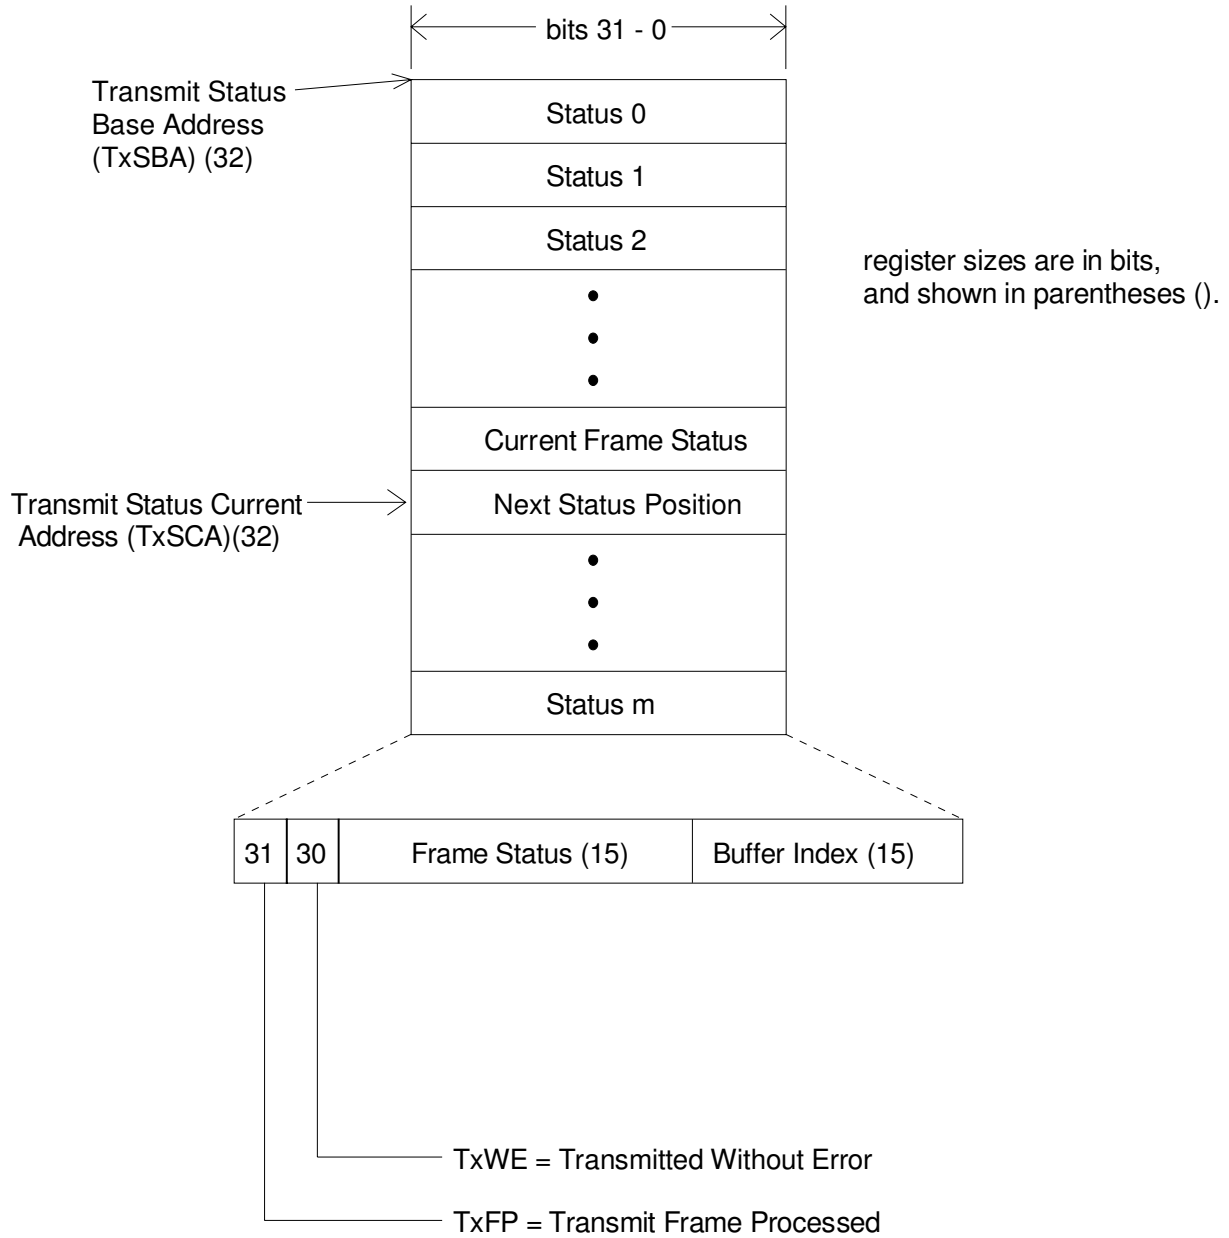 bits 31 - 0
Transmit Status
Base Address
(TxSBA) (32)
Status 0
Status 1
Status 2
register sizes are in bits,
and shown in parentheses ().
Current Frame Status
Transmit Status Current
Address (TxSCA)(32)
Next Status Position
Status m
31 30 Frame Status (15) Buffer Index (15)
TxWE = Transmitted Without Error
TxFP = Transmit Frame Processed